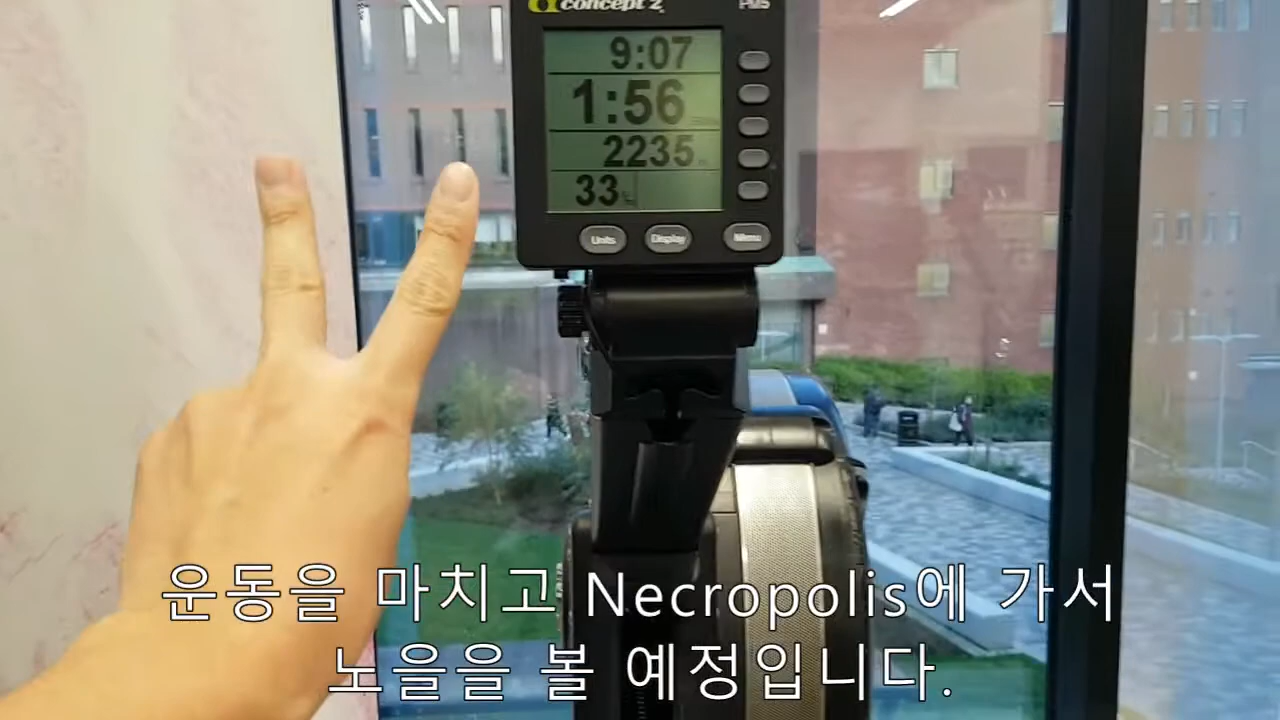 concept 2
PM5
9:07
1:56
2235 m
33
Units
Display
Menu
운동을 마치고 Necropolis에 가서
노을을 볼 예정입니다.